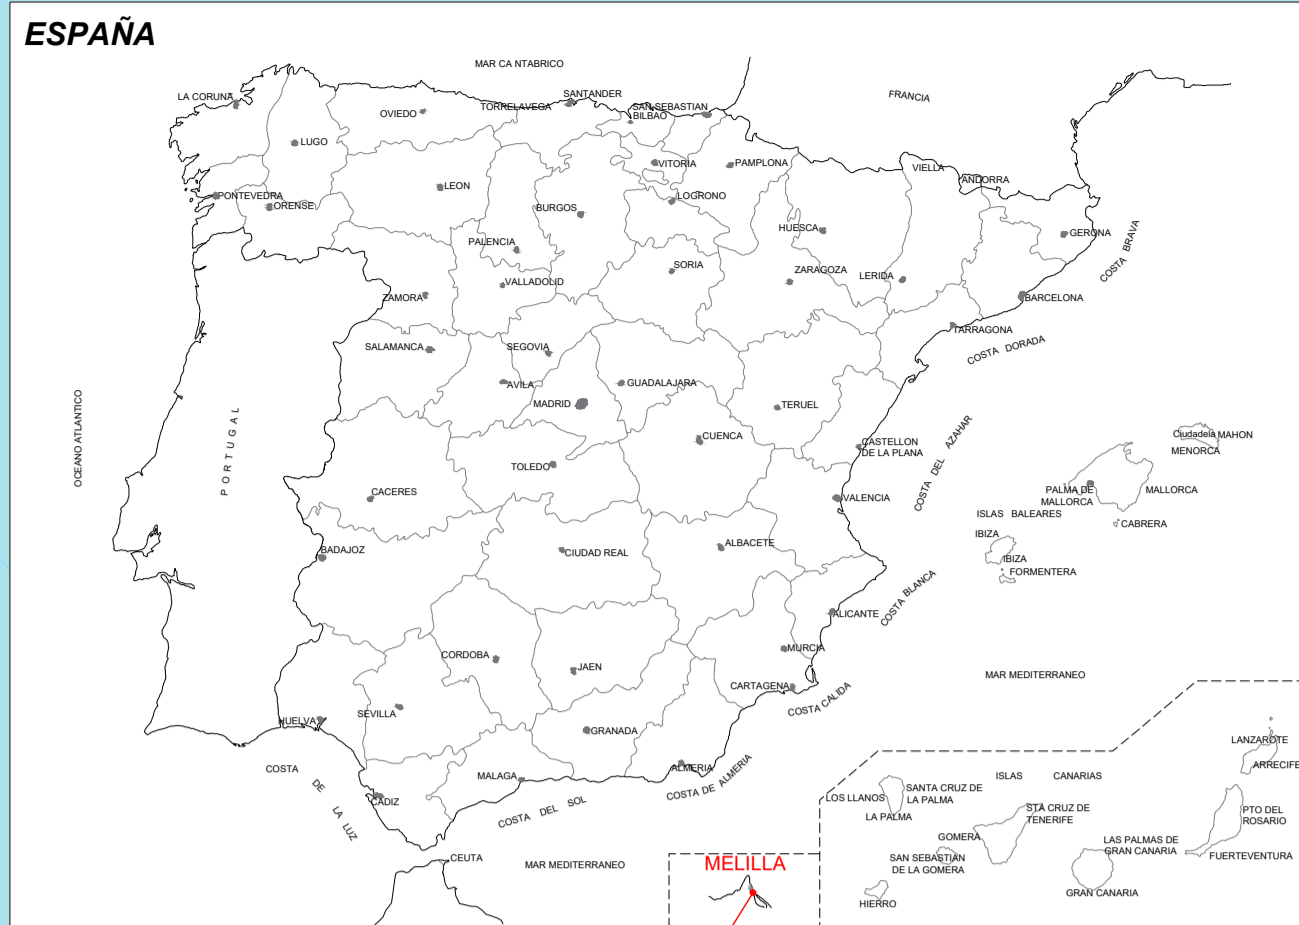 ESPAÑA
MAR CA NTABRICO
FRANCIA
LA CORUNA
OVIEDO
TORRELAVEGA
SANTANDER
SAN SEBASTIAN
BILBAO
LUGO
VITORIA
PAMPLONA
VIELLA
ANDORRA
PONTEVEDRA
ORENSE
LEON
BURGOS
LOGRONO
HUESCA
GERONA
COSTA BRAVA
PALENCIA
SORIA
ZARAGOZA
LERIDA
ZAMORA
VALLADOLID
BARCELONA
TARRAGONA
COSTA DORADA
SALAMANCA
SEGOVIA
AVILA
GUADALAJARA
MADRID
TERUEL
OCEANO ATLANTICO
PORTUGAL
CUENCA
CASTELLON
DE LA PLANA
COSTA DEL AZAHAR
Ciudadela
MAHON
MENORCA
TOLEDO
CACERES
VALENCIA
PALMA DE
MALLORCA
MALLORCA
ISLAS BALEARES
CABRERA
IBIZA
IBIZA
FORMENTERA
BADAJOZ
CIUDAD REAL
ALBACETE
COSTA BLANCA
ALICANTE
CORDOBA
JAEN
MURCIA
CARTAGENA
COSTA CALIDA
MAR MEDITERRANEO
HUELVA
SEVILLA
GRANADA
ALMERIA
COSTA DE ALMERIA
COSTA
DE LA LUZ
MALAGA
CADIZ
COSTA DEL SOL
CEUTA
MAR MEDITERRANEO
MELILLA
ISLAS CANARIAS
LANZAROTE
ARRECIFE
LOS LLANOS
SANTA CRUZ DE
LA PALMA
LA PALMA
STA CRUZ DE
TENERIFE
PTO DEL
ROSARIO
GOMERA
SAN SEBASTIAN
DE LA GOMERA
LAS PALMAS DE
GRAN CANARIA
FUERTEVENTURA
GRAN CANARIA
HIERRO